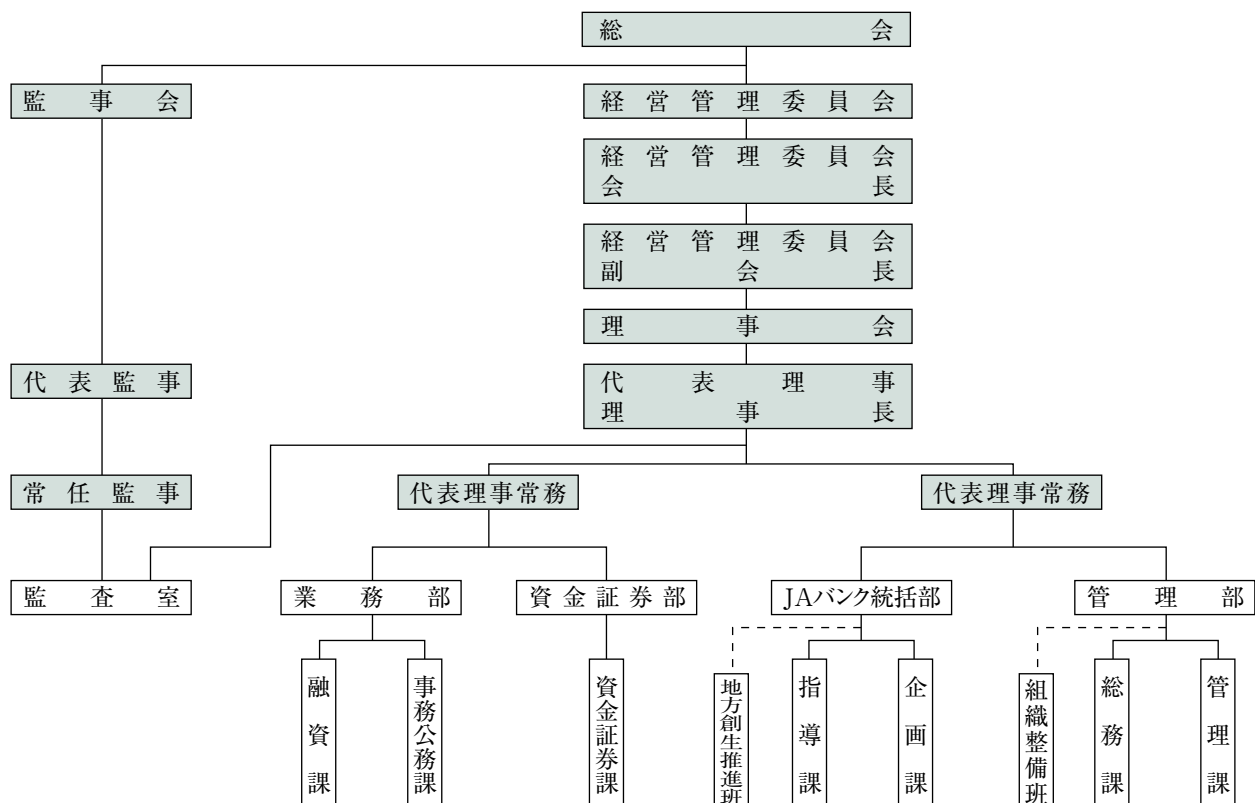 総会
監事会
経営管理委員会
経営管理委員会
会長
経営管理委員会
副会長
理事会
代表監事
代表理事
理事長
常任監事
代表理事常務
代表理事常務
監査室
業務部
資金証券部
JAバンク統括部
管理部
融資課
事務公務課
資金証券課
地方創生推進班
指導課
企画課
組織整備班
総務課
管理課